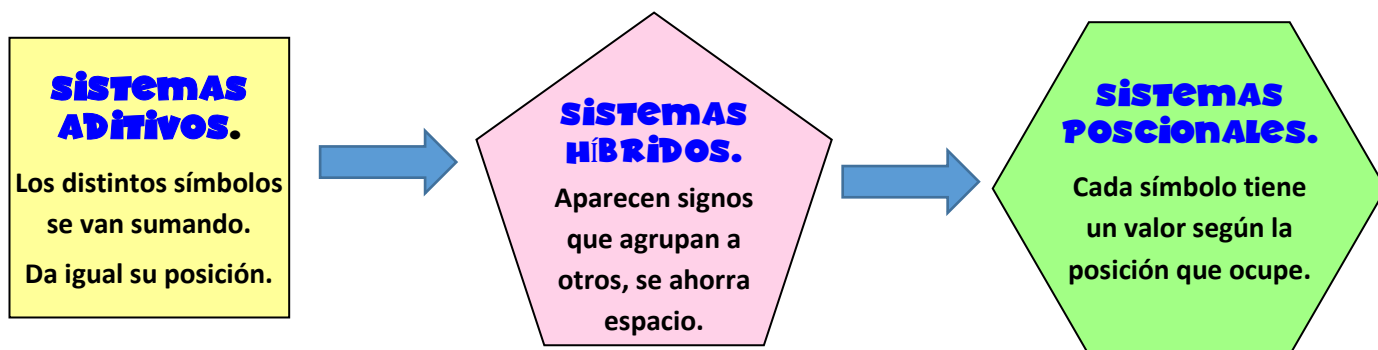 SISTEMAS
ADITIVOS.
Los distintos símbolos
se van sumando.
Da igual su posición.
SISTEMAS
HÍBRIDOS.
Aparecen signos
que agrupan a
otros, se ahorra
espacio.
SISTEMAS
POSCIONALES.
Cada símbolo tiene
un valor según la
posición que ocupe.